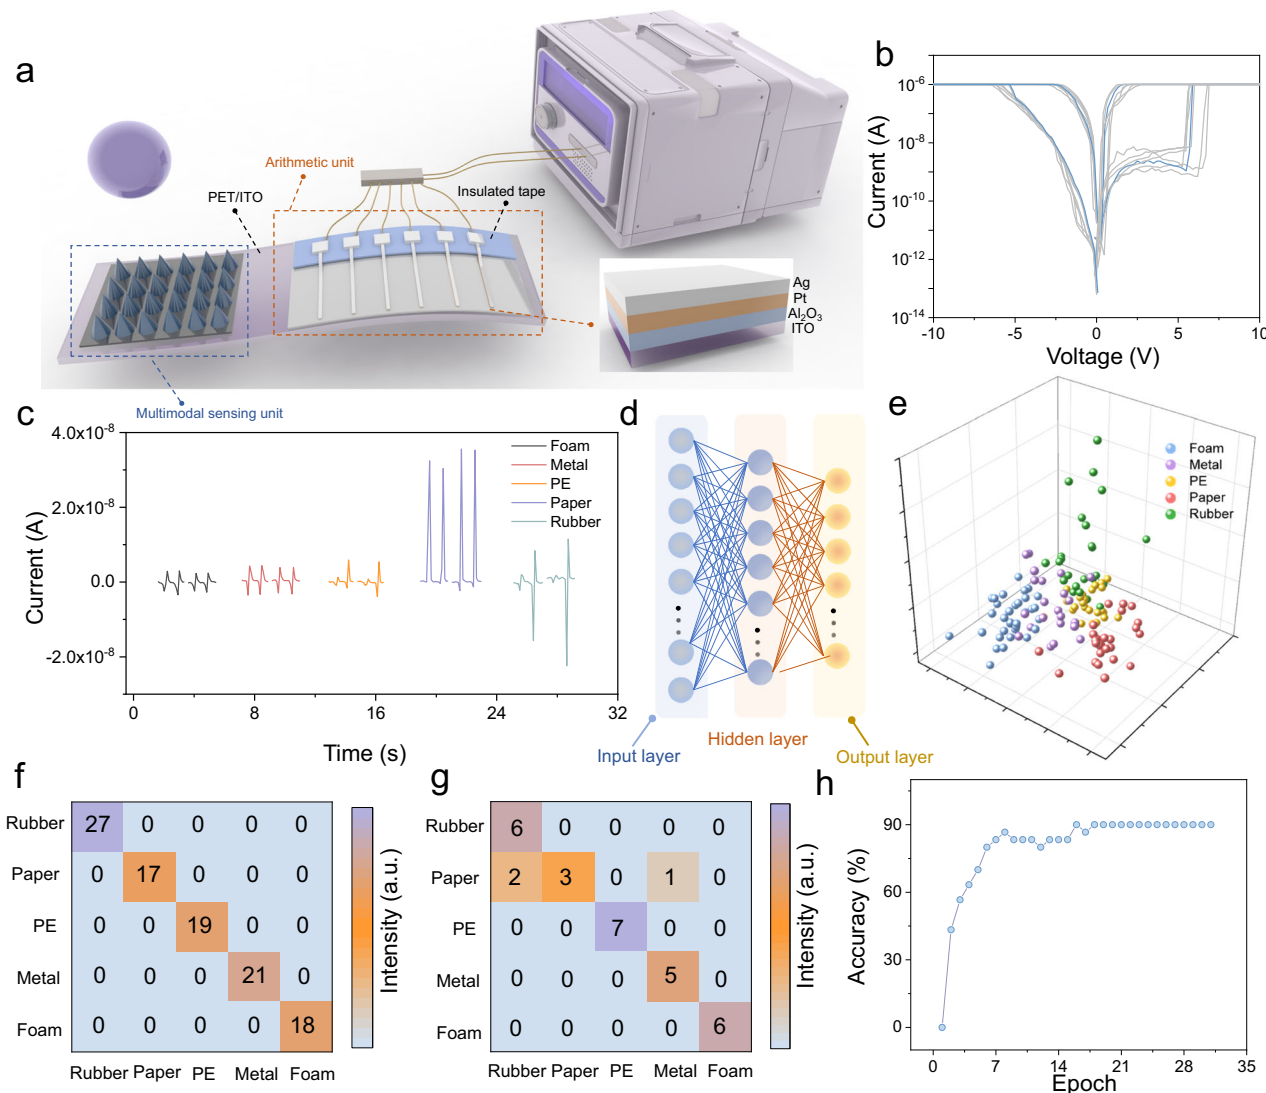 a
Arithmetic unit
PET/ITO
Insulated tape
Ag
Pt
Al₂O₃
ITO
Multimodal sensing unit
b
Current (A)
10⁻⁶
10⁻⁸
10⁻¹⁰
10⁻¹²
10⁻¹⁴
-10 -5 0 5 10
Voltage (V)
c
Current (A)
4.0x10⁻⁸
2.0x10⁻⁸
0.0
-2.0x10⁻⁸
Foam
Metal
PE
Paper
Rubber
0 8 16 24 32
Time (s)
d
Input layer
Hidden layer
Output layer
e
Foam
Metal
PE
Paper
Rubber
f
Rubber 27 0 0 0 0
Paper 0 17 0 0 0
PE 0 0 19 0 0
Metal 0 0 0 21 0
Foam 0 0 0 0 18
Rubber Paper PE Metal Foam
Intensity (a.u.)
g
Rubber 6 0 0 0 0
Paper 2 3 0 1 0
PE 0 0 7 0 0
Metal 0 0 0 5 0
Foam 0 0 0 0 6
Rubber Paper PE Metal Foam
Intensity (a.u.)
h
Accuracy (%)
90
60
30
0
0 7 14 21 28 35
Epoch